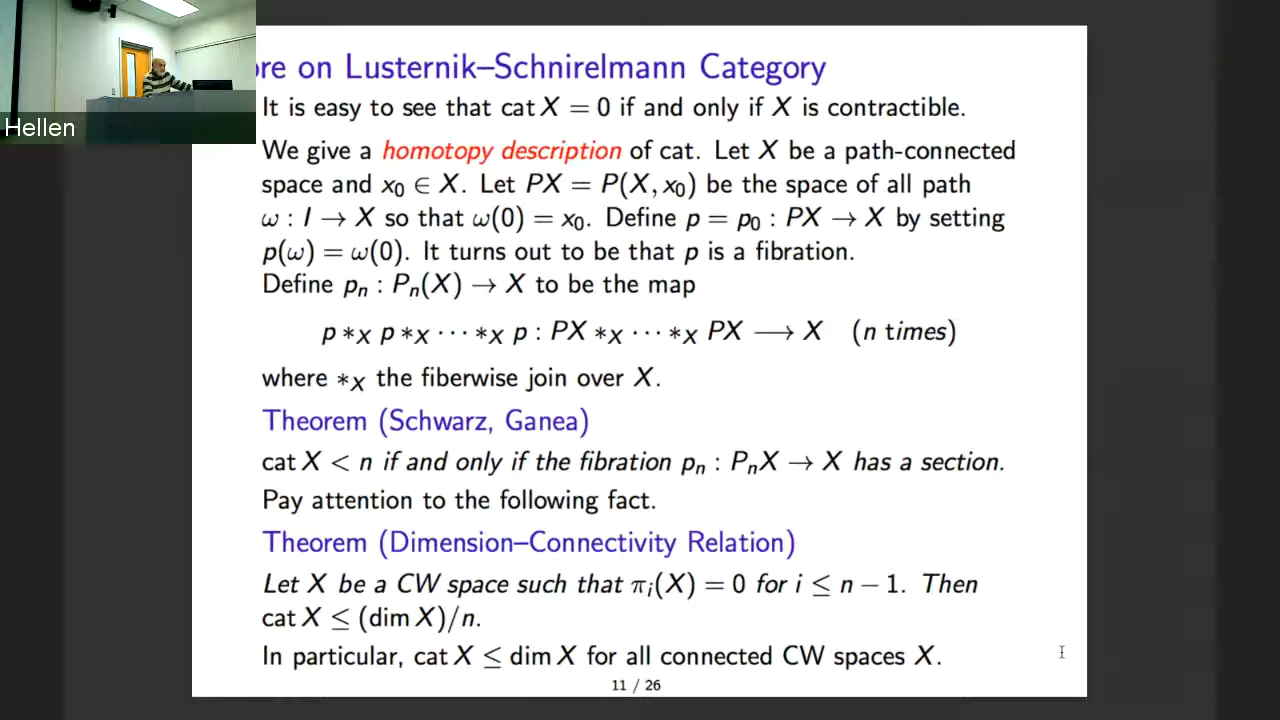 ore on Lusternik–Schnirelmann Category
It is easy to see that cat X = 0 if and only if X is contractible.
Hellen
We give a homotopy description of cat. Let X be a path-connected
space and x₀ ∈ X. Let PX = P(X, x₀) be the space of all path
ω : I → X so that ω(0) = x₀. Define p = p₀ : PX → X by setting
p(ω) = ω(0). It turns out to be that p is a fibration.
Define pₙ : Pₙ(X) → X to be the map
p *_X p *_X ⋯ *_X p : PX *_X ⋯ *_X PX ⟶ X (n times)
where *_X the fiberwise join over X.
Theorem (Schwarz, Ganea)
cat X < n if and only if the fibration pₙ : PₙX → X has a section.
Pay attention to the following fact.
Theorem (Dimension–Connectivity Relation)
Let X be a CW space such that πᵢ(X) = 0 for i ≤ n − 1. Then
cat X ≤ (dim X)/n.
In particular, cat X ≤ dim X for all connected CW spaces X.
11 / 26